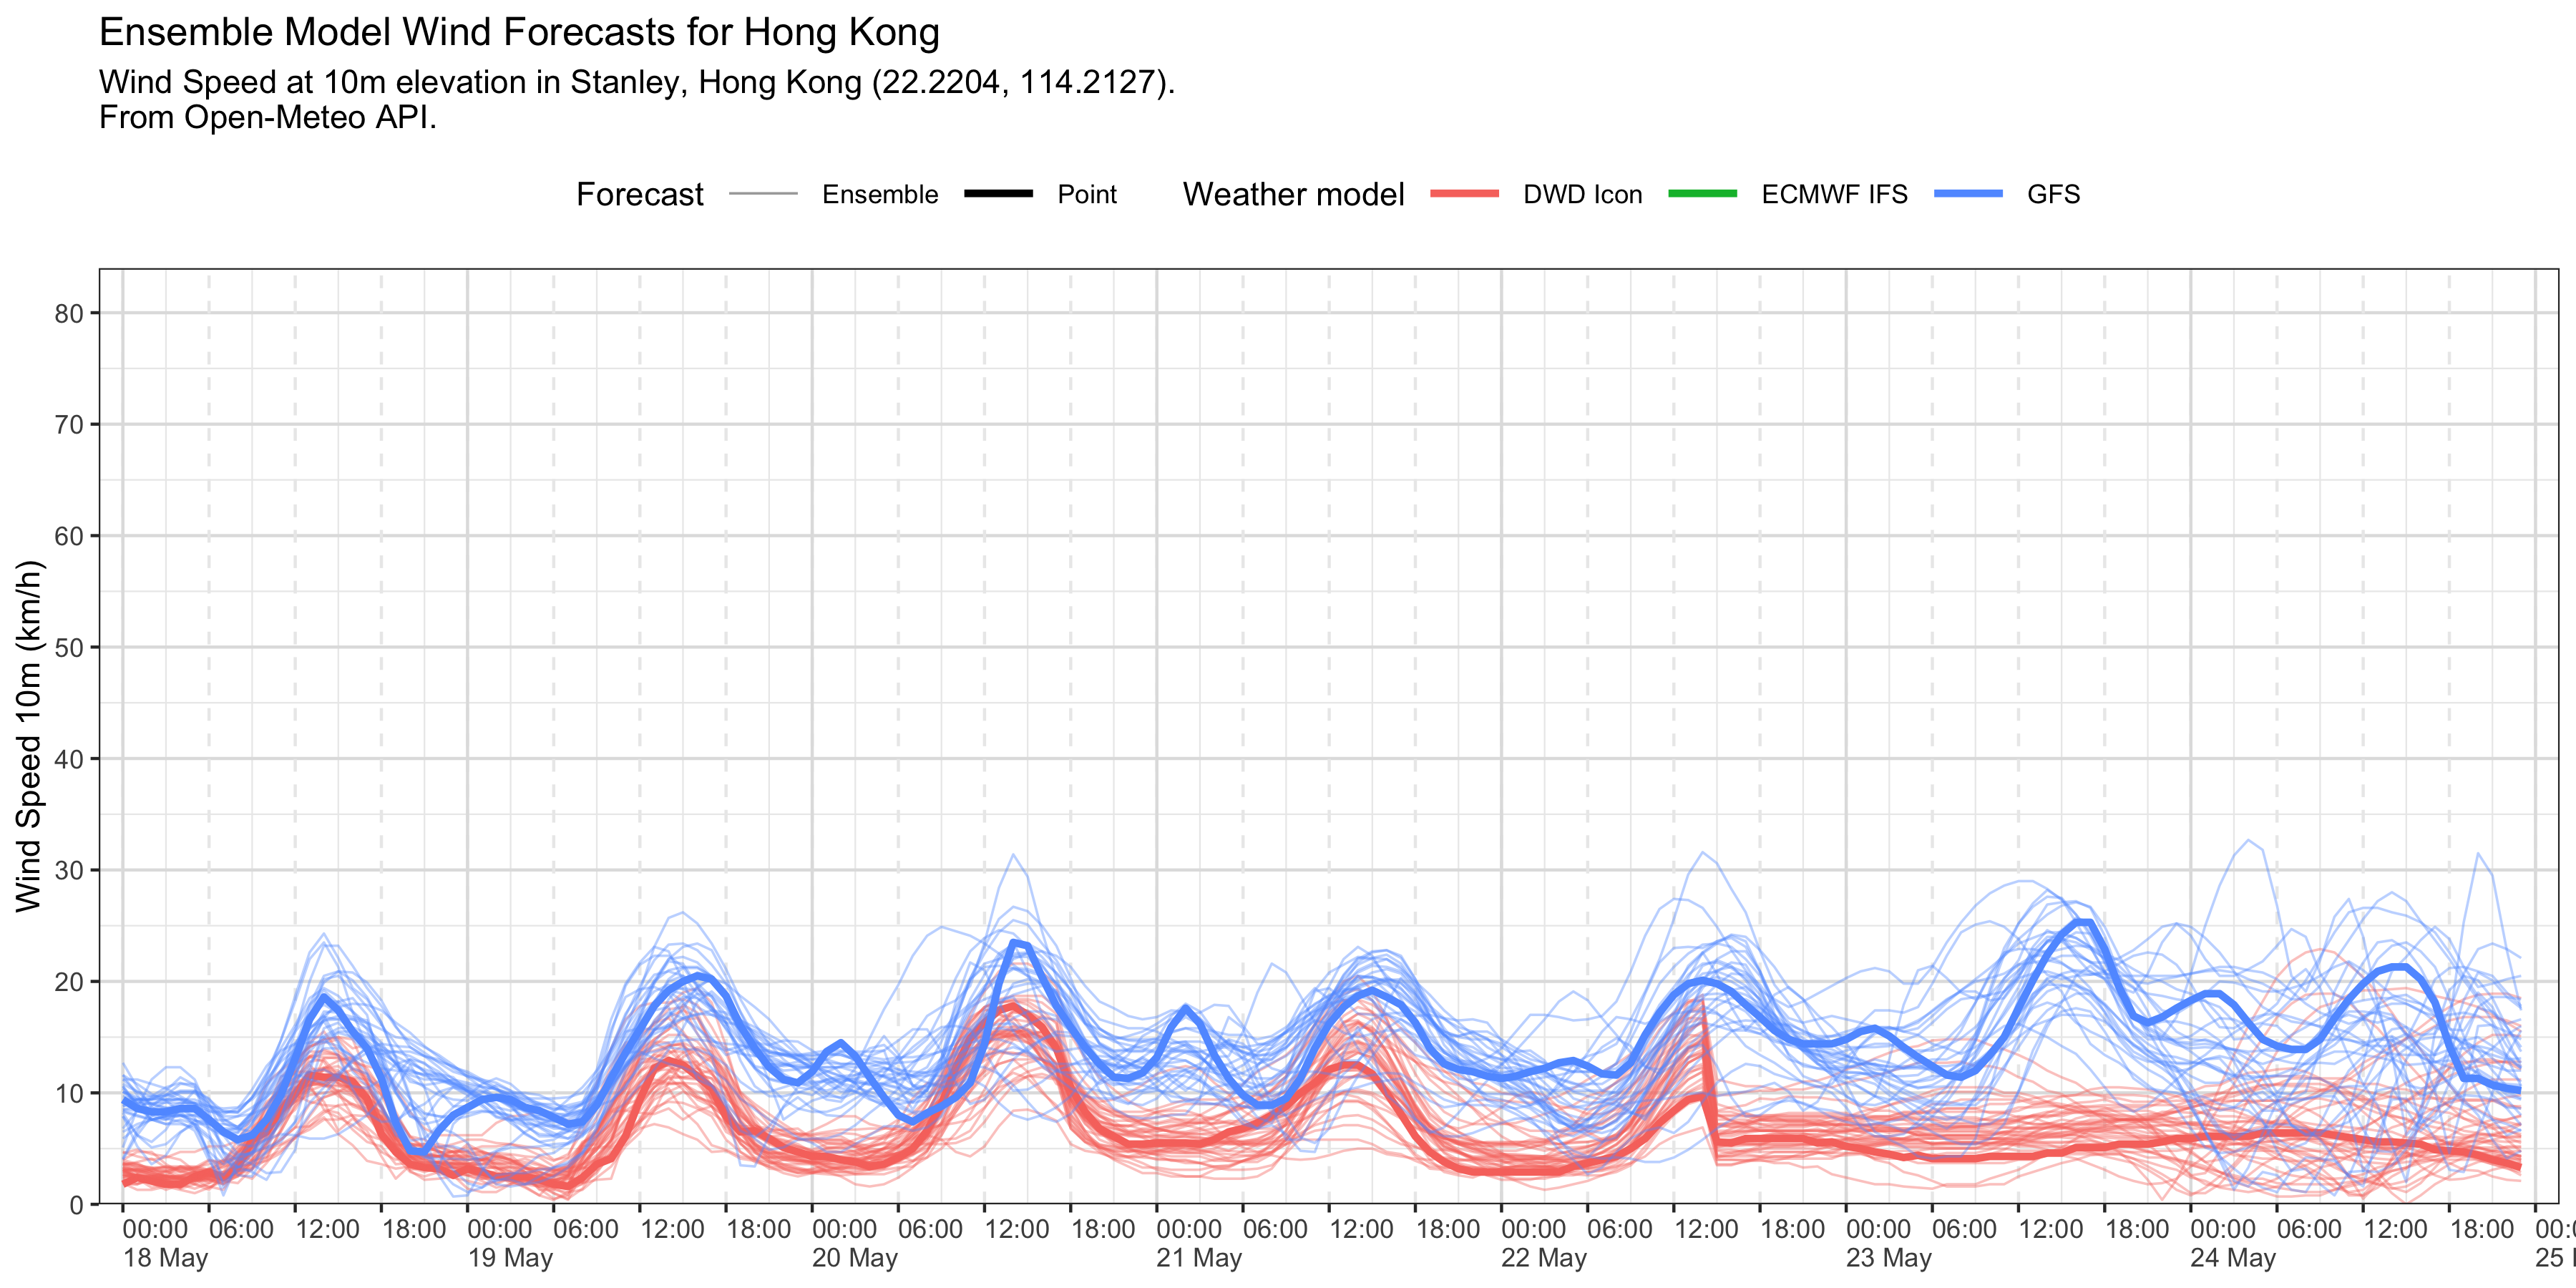 Ensemble Model Wind Forecasts for Hong Kong
Wind Speed at 10m elevation in Stanley, Hong Kong (22.2204, 114.2127).
From Open-Meteo API.
Forecast Ensemble Point Weather model DWD Icon ECMWF IFS GFS
Wind Speed 10m (km/h)
80
70
60
50
40
30
20
10
0
00:00 06:00 12:00 18:00 00:00 06:00 12:00 18:00 00:00 06:00 12:00 18:00 00:00 06:00 12:00 18:00 00:00 06:00 12:00 18:00 00:00 06:00 12:00 18:00 00:00 06:00 12:00 18:00
18 May 19 May 20 May 21 May 22 May 23 May 24 May 25